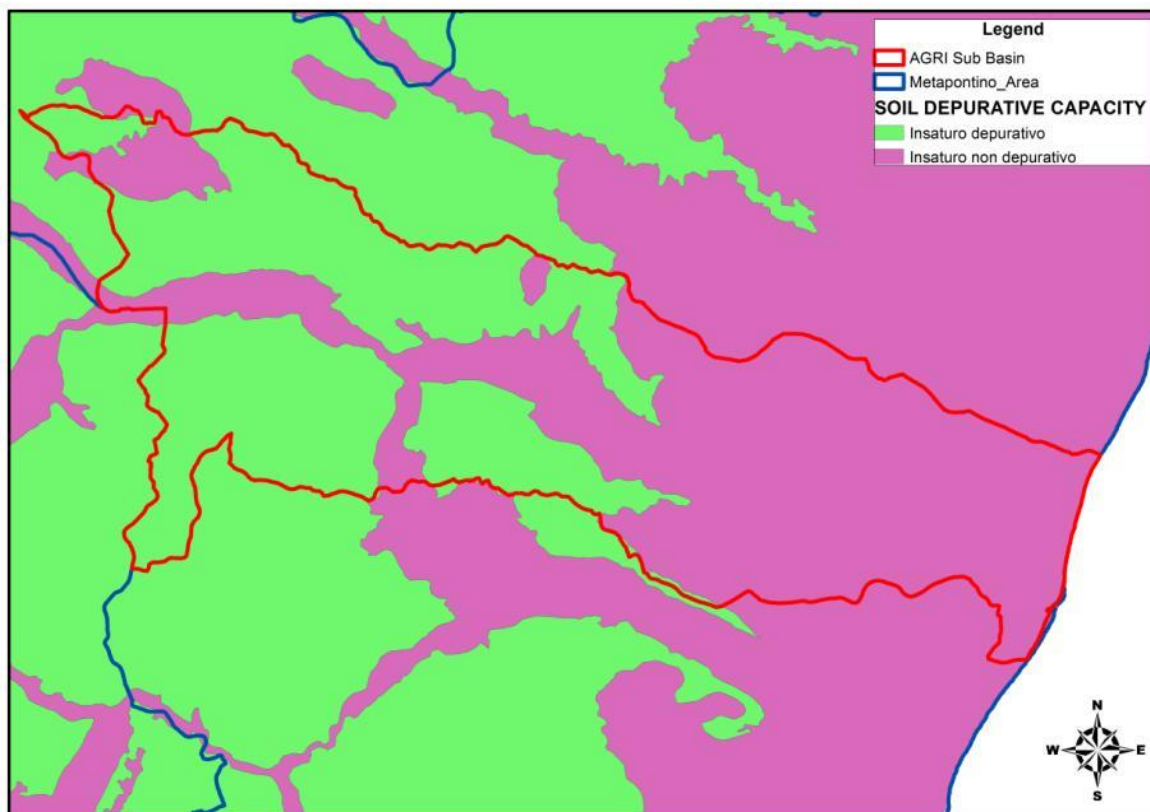 Legend
AGRI Sub Basin
Metapontino_Area
SOIL DEPURATIVE CAPACITY
Insaturo depurativo
Insaturo non depurativo
N
W E
S